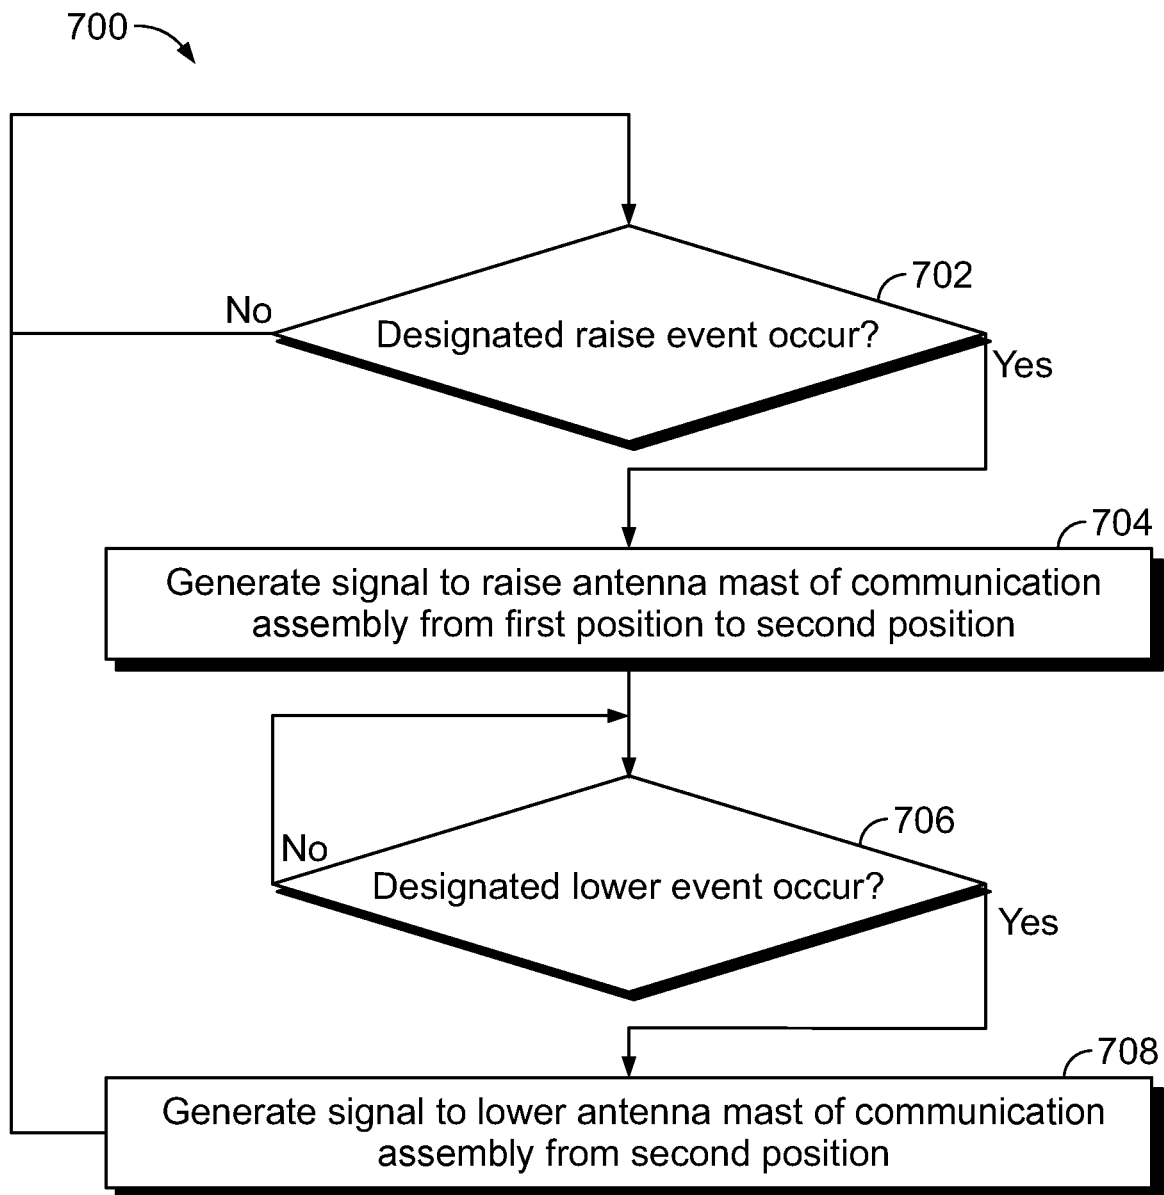 700
702
No
Designated raise event occur?
Yes
704
Generate signal to raise antenna mast of communication
assembly from first position to second position
706
No
Designated lower event occur?
Yes
708
Generate signal to lower antenna mast of communication
assembly from second position